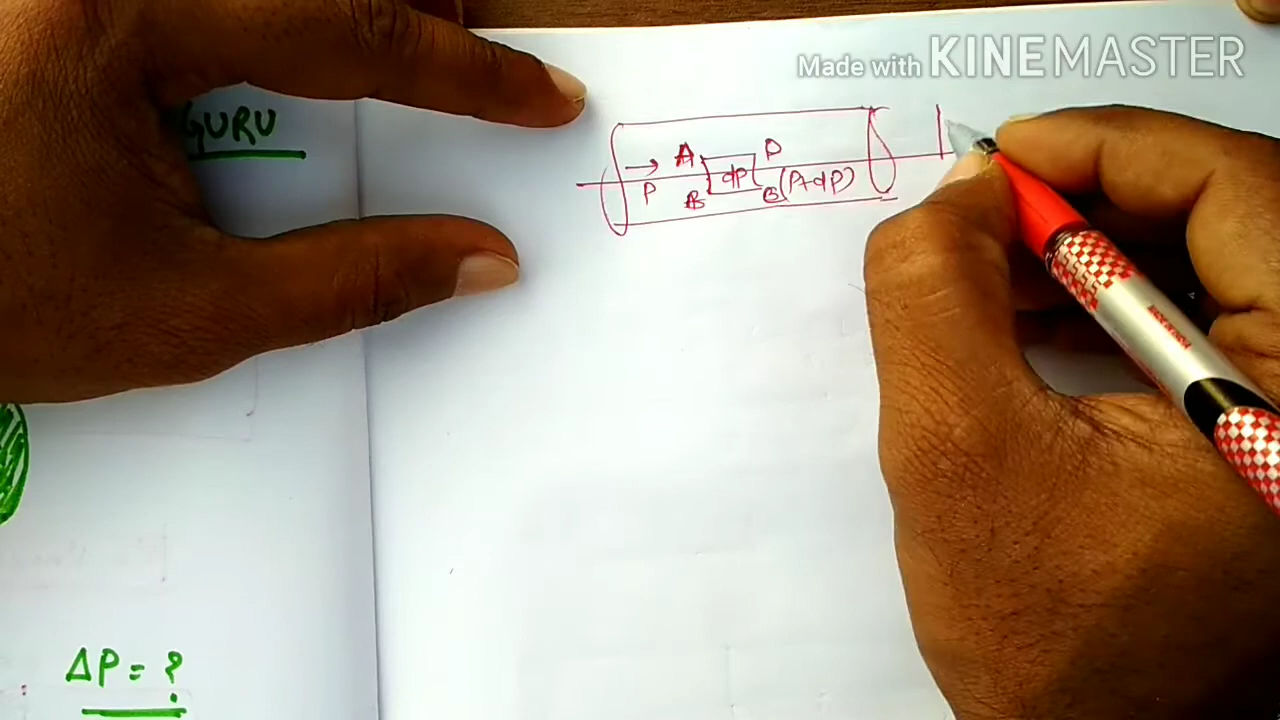 Made with KINEMASTER
GURU
A D
→ dp
P B B (P+dP)
ΔP = ?